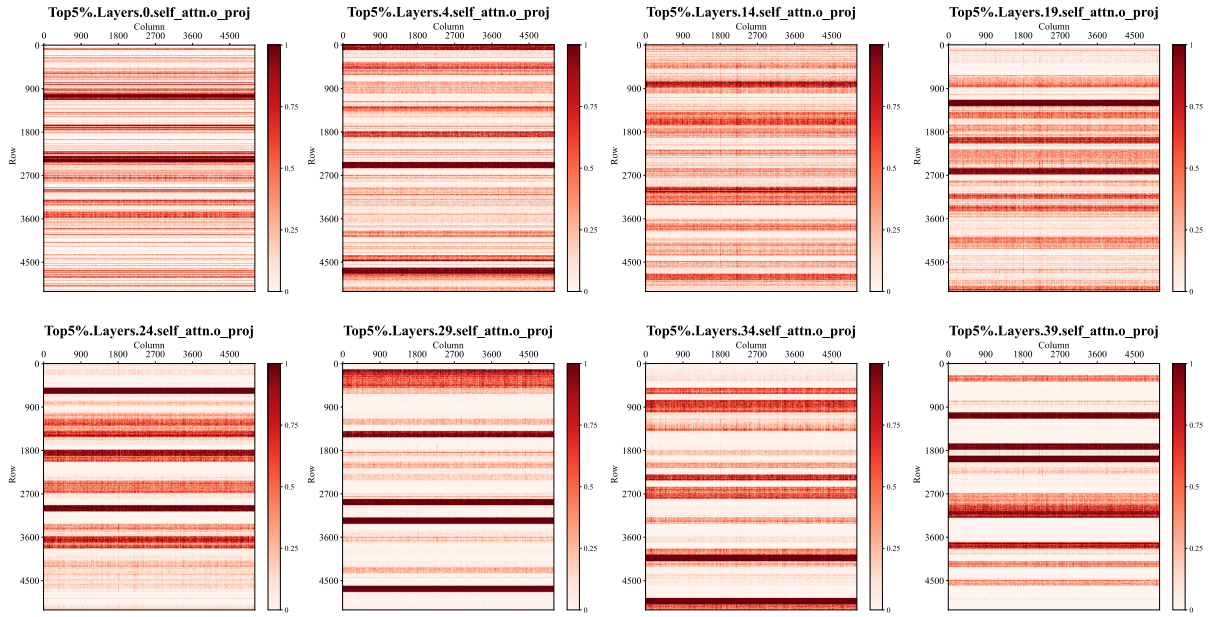 Top5%.Layers.0.self_attn.o_proj
Column
0 900 1800 2700 3600 4500
Row
0
900
1800
2700
3600
4500
1
0.75
0.5
0.25
0
Top5%.Layers.4.self_attn.o_proj
Column
0 900 1800 2700 3600 4500
Row
0
900
1800
2700
3600
4500
1
0.75
0.5
0.25
0
Top5%.Layers.14.self_attn.o_proj
Column
0 900 1800 2700 3600 4500
Row
0
900
1800
2700
3600
4500
1
0.75
0.5
0.25
0
Top5%.Layers.19.self_attn.o_proj
Column
0 900 1800 2700 3600 4500
Row
0
900
1800
2700
3600
4500
1
0.75
0.5
0.25
0
Top5%.Layers.24.self_attn.o_proj
Column
0 900 1800 2700 3600 4500
Row
0
900
1800
2700
3600
4500
1
0.75
0.5
0.25
0
Top5%.Layers.29.self_attn.o_proj
Column
0 900 1800 2700 3600 4500
Row
0
900
1800
2700
3600
4500
1
0.75
0.5
0.25
0
Top5%.Layers.34.self_attn.o_proj
Column
0 900 1800 2700 3600 4500
Row
0
900
1800
2700
3600
4500
1
0.75
0.5
0.25
0
Top5%.Layers.39.self_attn.o_proj
Column
0 900 1800 2700 3600 4500
Row
0
900
1800
2700
3600
4500
1
0.75
0.5
0.25
0